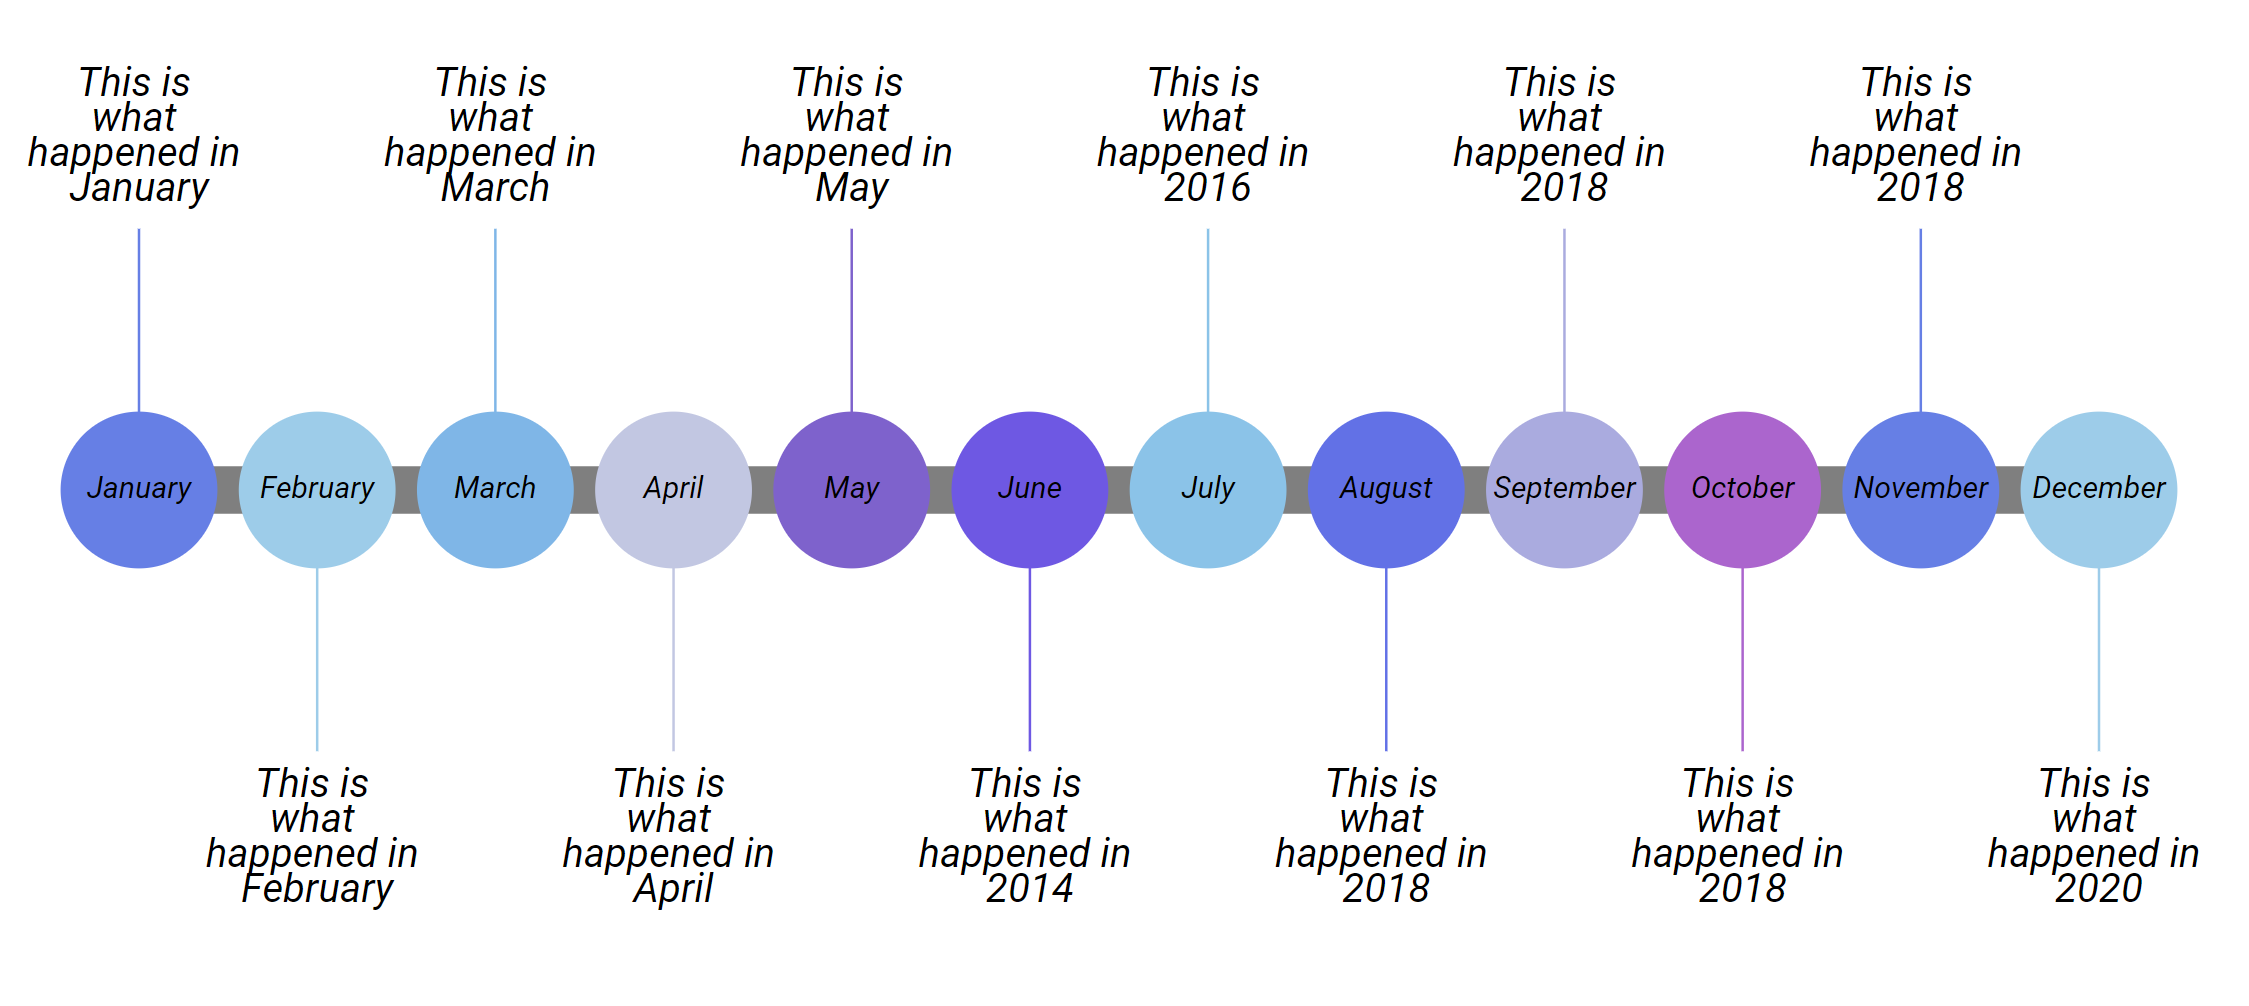 This is
what
happened in
January
This is
what
happened in
March
This is
what
happened in
May
This is
what
happened in
2016
This is
what
happened in
2018
This is
what
happened in
2018
January
February
March
April
May
June
July
August
September
October
November
December
This is
what
happened in
February
This is
what
happened in
April
This is
what
happened in
2014
This is
what
happened in
2018
This is
what
happened in
2018
This is
what
happened in
2020